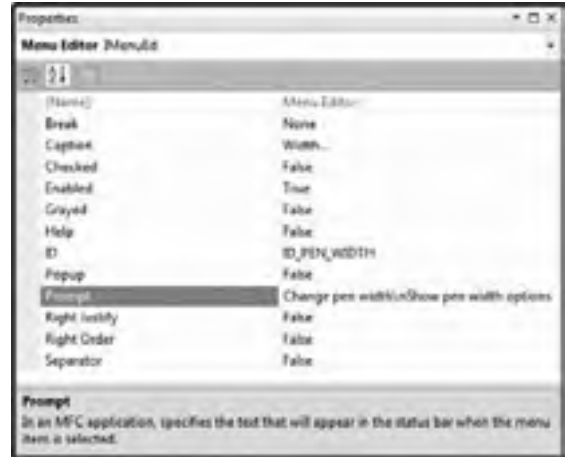 Properties
Menu Editor IMenuEd
(Name) Menu Editor
Break None
Caption Width...
Checked False
Enabled True
Grayed False
Help False
ID ID_PEN_WIDTH
Popup False
Prompt Change pen width\nShow pen width options
Right Justify False
Right Order False
Separator False
Prompt
In an MFC application, specifies the text that will appear in the status bar when the menu
item is selected.